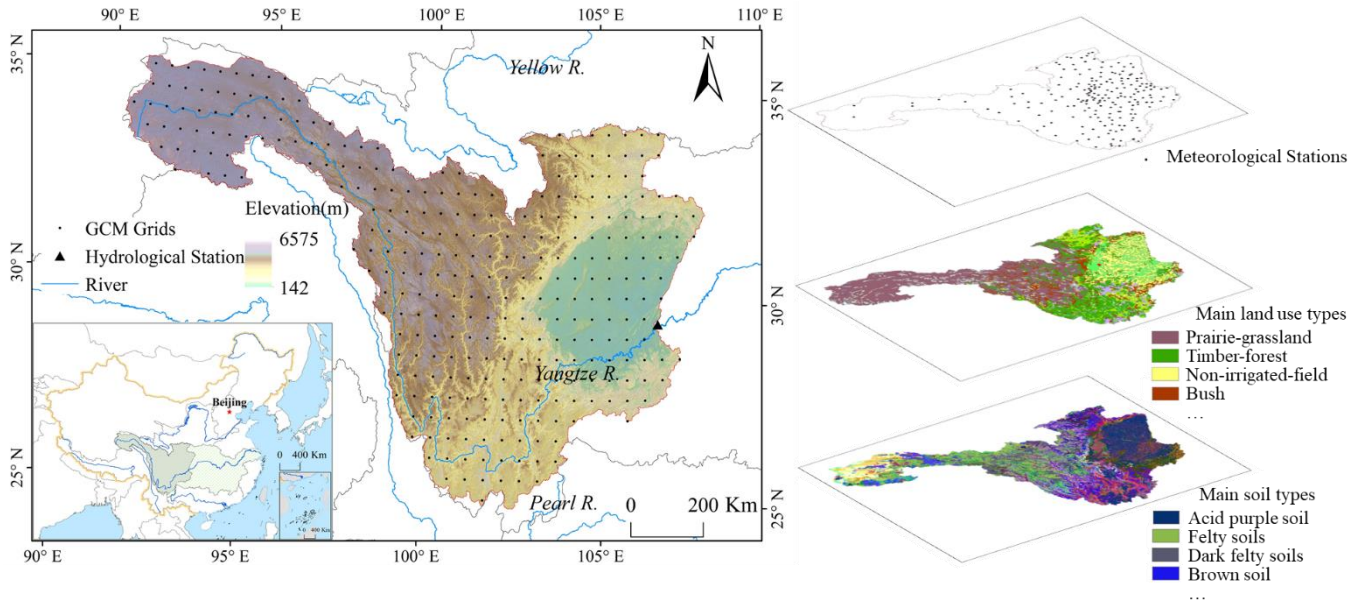 90° E
95° E
100° E
105° E
110° E
35° N
30° N
25° N
35° N
30° N
25° N
Yellow R.
N
Elevation(m)
6575
142
GCM Grids
Hydrological Station
River
Yangtze R.
Pearl R.
0 200 Km
Beijing
0 400 Km
0 400 Km
90° E
95° E
100° E
105° E
Meteorological Stations
Main land use types
Prairie-grassland
Timber-forest
Non-irrigated-field
Bush
…
Main soil types
Acid purple soil
Felty soils
Dark felty soils
Brown soil
…